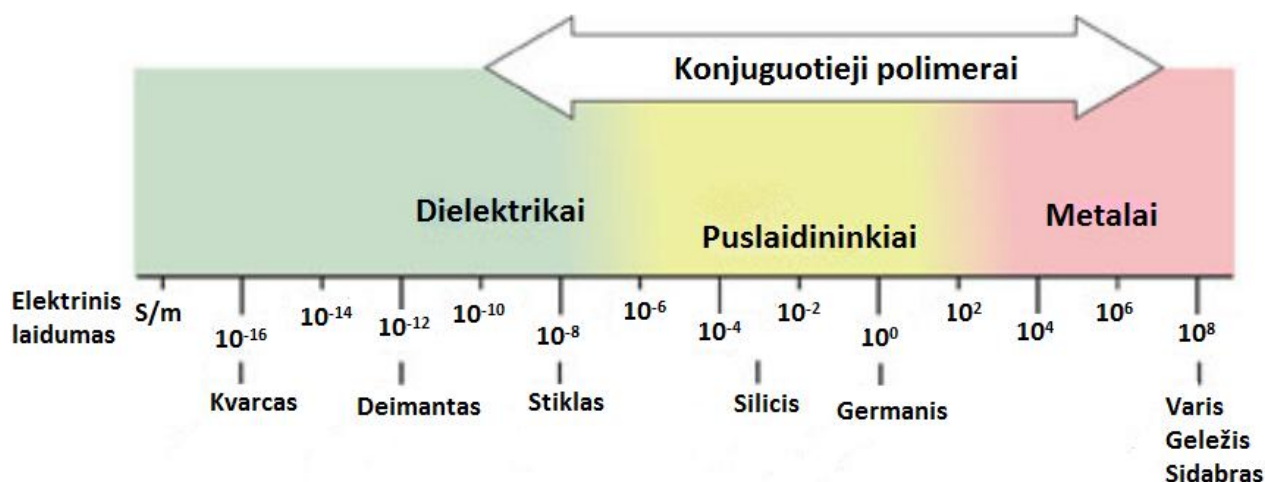 Konjuguotieji polimerai
Dielektrikai
Puslaidininkiai
Metalai
Elektrinis
laidumas
S/m
10⁻¹⁶
10⁻¹⁴
10⁻¹²
10⁻¹⁰
10⁻⁸
10⁻⁶
10⁻⁴
10⁻²
10⁰
10²
10⁴
10⁶
10⁸
Kvarcas
Deimantas
Stiklas
Silicis
Germanis
Varis
Geležis
Sidabras